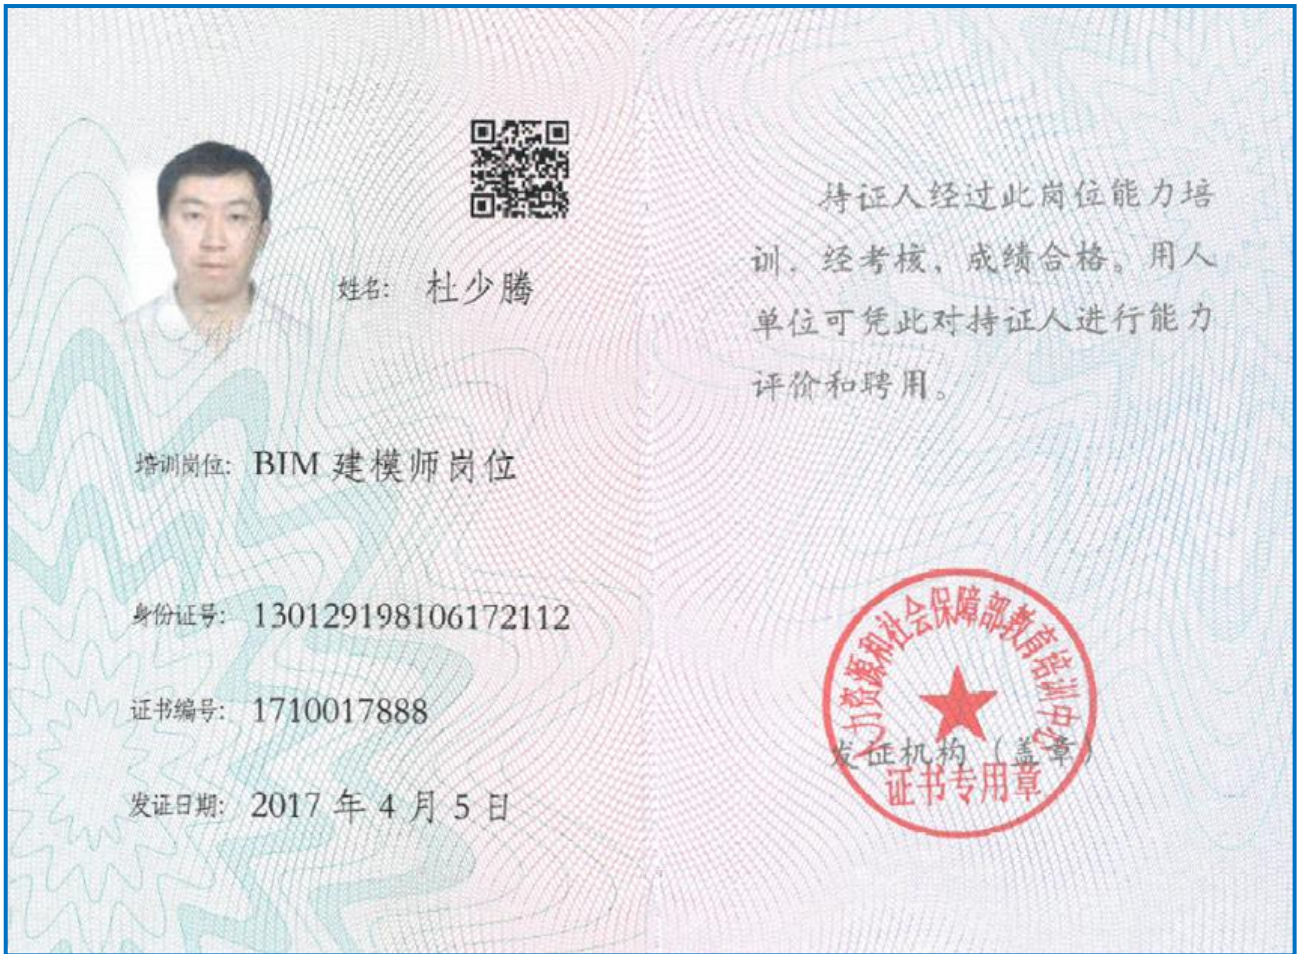 姓名: 杜少腾
培训岗位: BIM 建模师岗位
身份证号: 130129198106172112
证书编号: 1710017888
发证日期: 2017 年 4 月 5 日
持证人经过此岗位能力培
训，经考核，成绩合格。用人
单位可凭此对持证人进行能力
评价和聘用。
人力资源和社会保障部教育培训中心
发证机构（盖章）
证书专用章